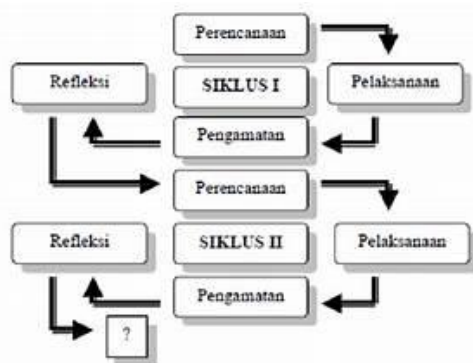 Perencanaan
Refleksi
SIKLUS I
Pelaksanaan
Pengamatan
Perencanaan
Refleksi
SIKLUS II
Pelaksanaan
Pengamatan
?